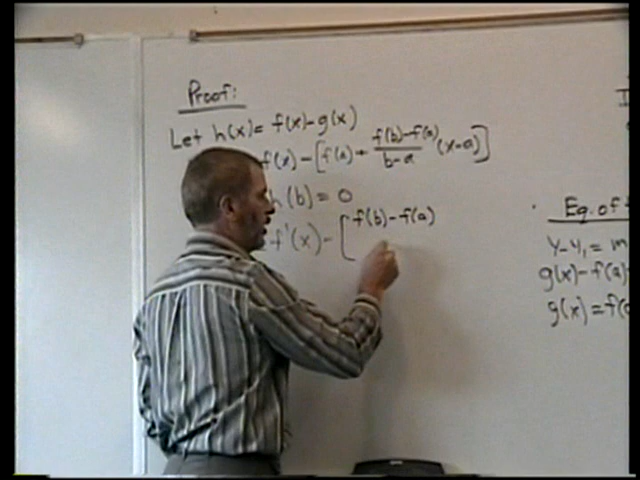 Proof:
Let h(x) = f(x) - g(x)
f(x) - [f(a) + f(b)-f(a)/b-a (x-a)]
h(b) = 0
f'(x) - [f(b) - f(a)
Eq. of
y-y₁ = m
g(x) - f(a)
g(x) = f(